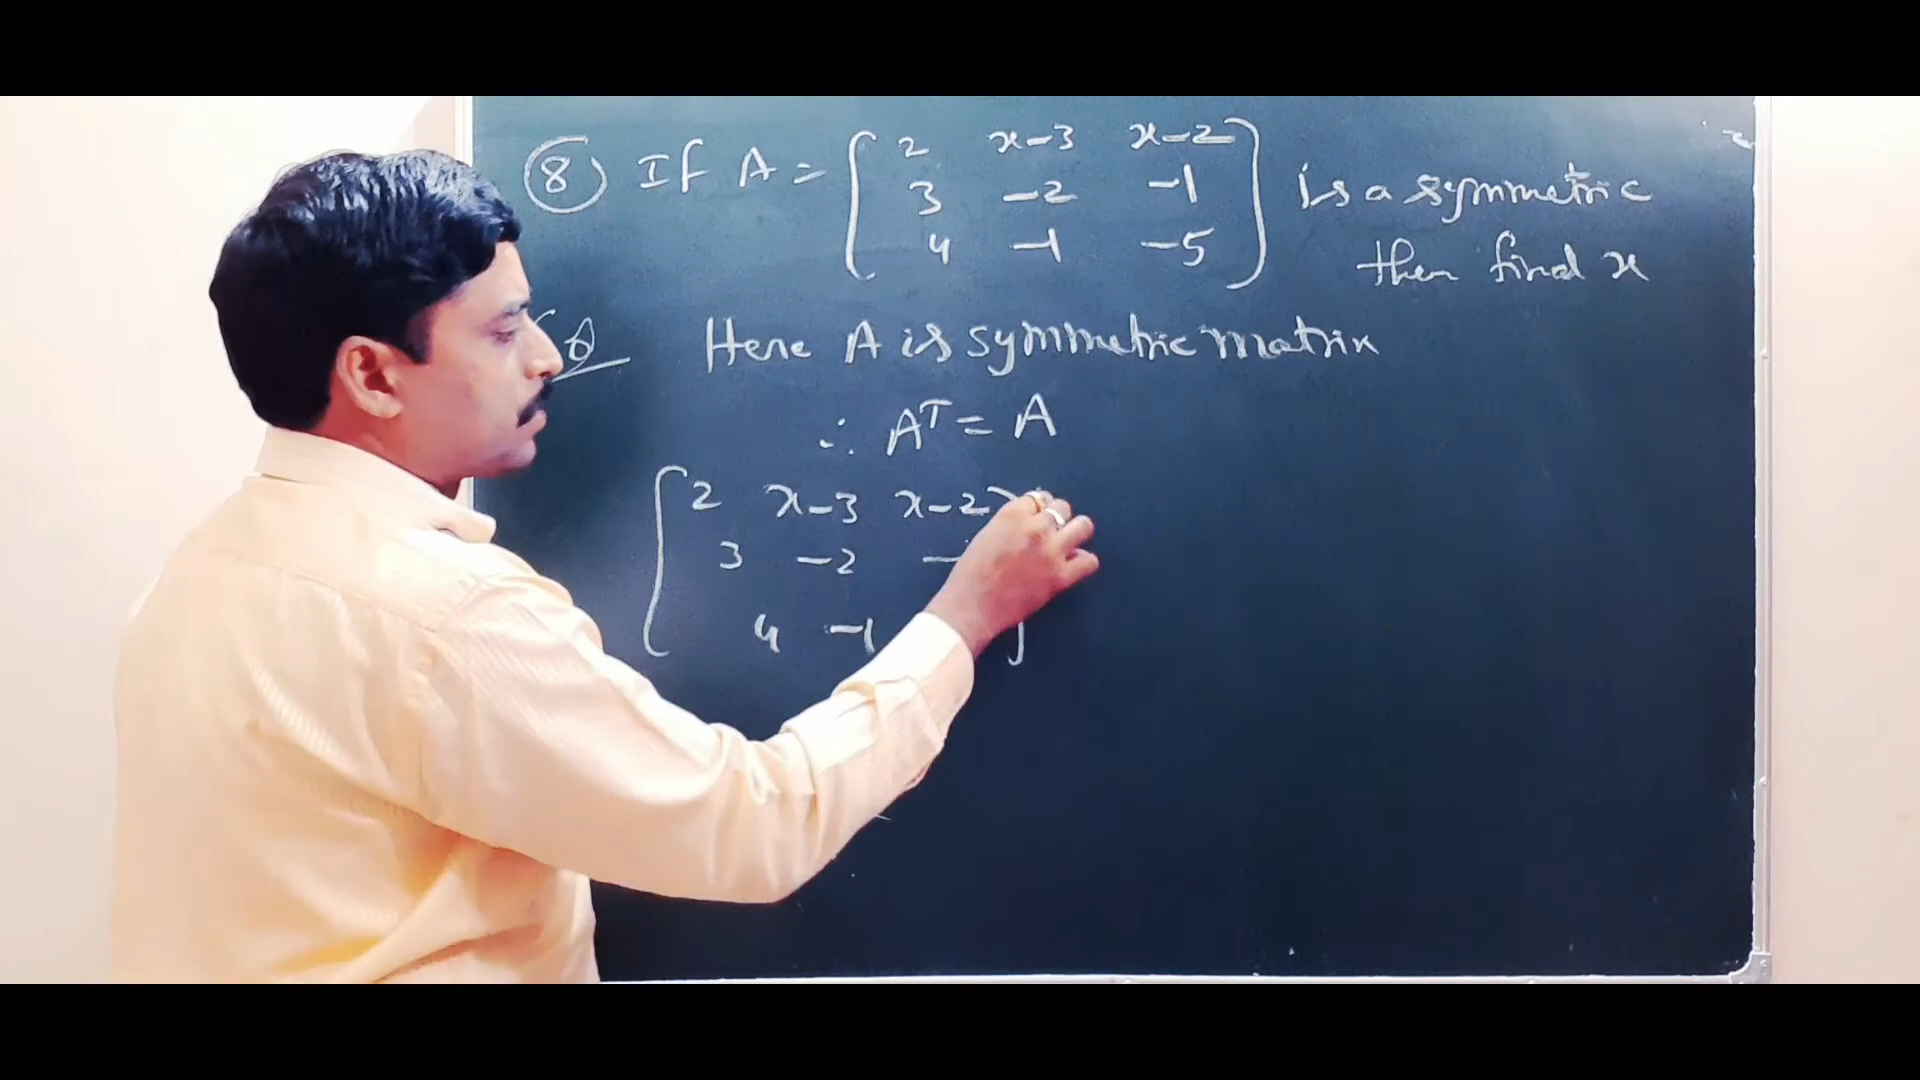 8 If A = [ 2 x-3 x-2
3 -2 -1
4 -1 -5 ] is a symmetric
then find x
Here A is symmetric matrix
∴ Aᵀ = A
[ 2 x-3 x-2
3 -2
4 -1 ]